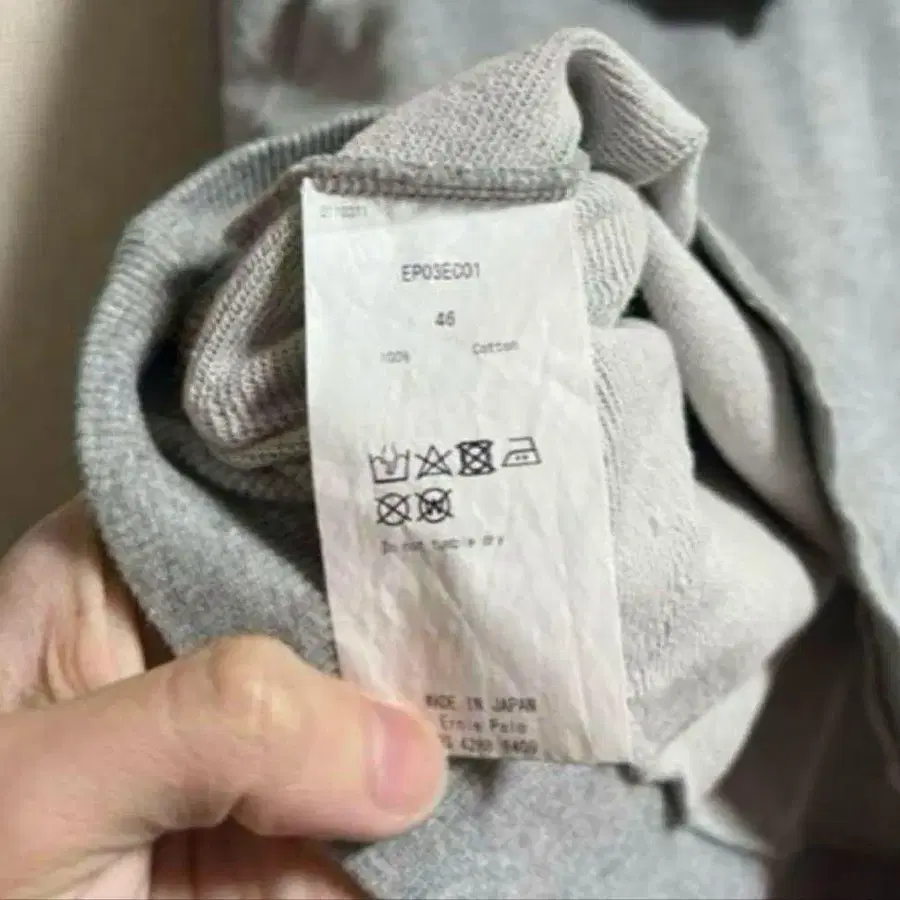 EP03EC01
46
100% Cotton
Do not tumble dry
MADE IN JAPAN
Ernie Palo